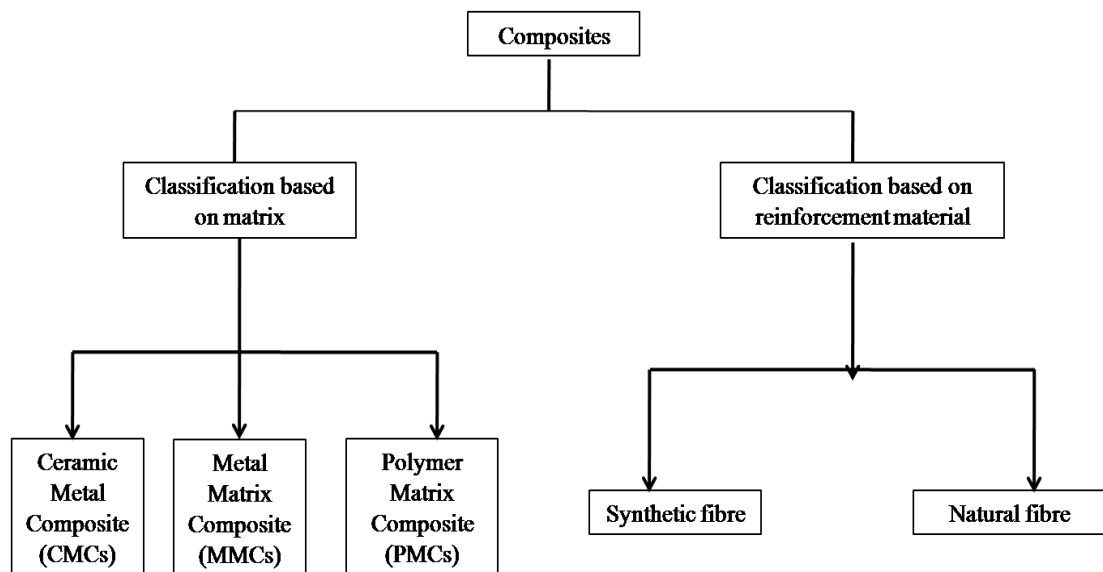 Composites
Classification based
on matrix
Classification based on
reinforcement material
Ceramic
Metal
Composite
(CMCs)
Metal
Matrix
Composite
(MMCs)
Polymer
Matrix
Composite
(PMCs)
Synthetic fibre
Natural fibre